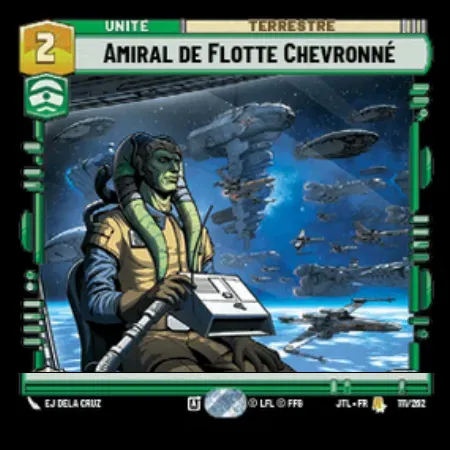 UNITÉ
TERRESTRE
2
AMIRAL DE FLOTTE CHEVRONNÉ
EJ DELA CRUZ
A
© LFL © FFG
JTL • FR
111/262